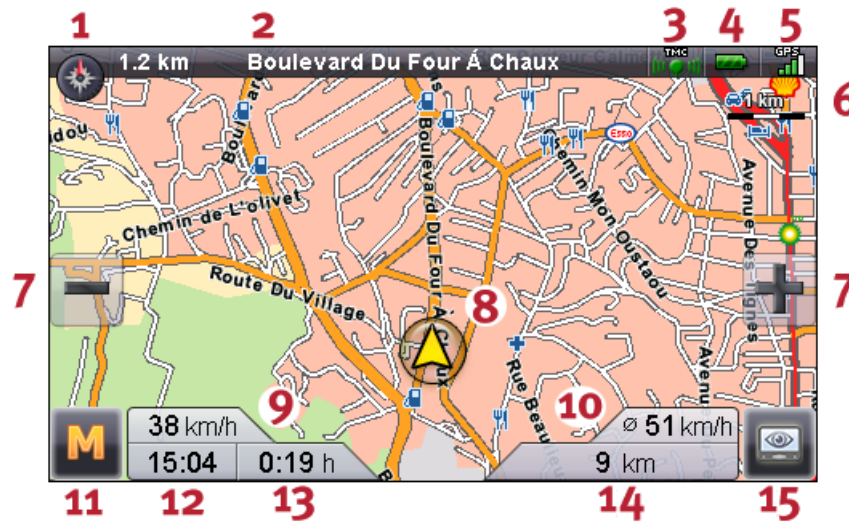 1 2 3 4 5
1.2 km Boulevard Du Four Á Chaux TMC GPS
6
1 km
Esso
Chemin Mon Oustaou
Boulevard Du Four À Chaux
Chemin de L'olivet
Avenue Des
7 7
Route Du Village
8
Rue
9 10
38 km/h
ø 51 km/h
M
15:04 0:19 h
9 km
11 12 13 14 15